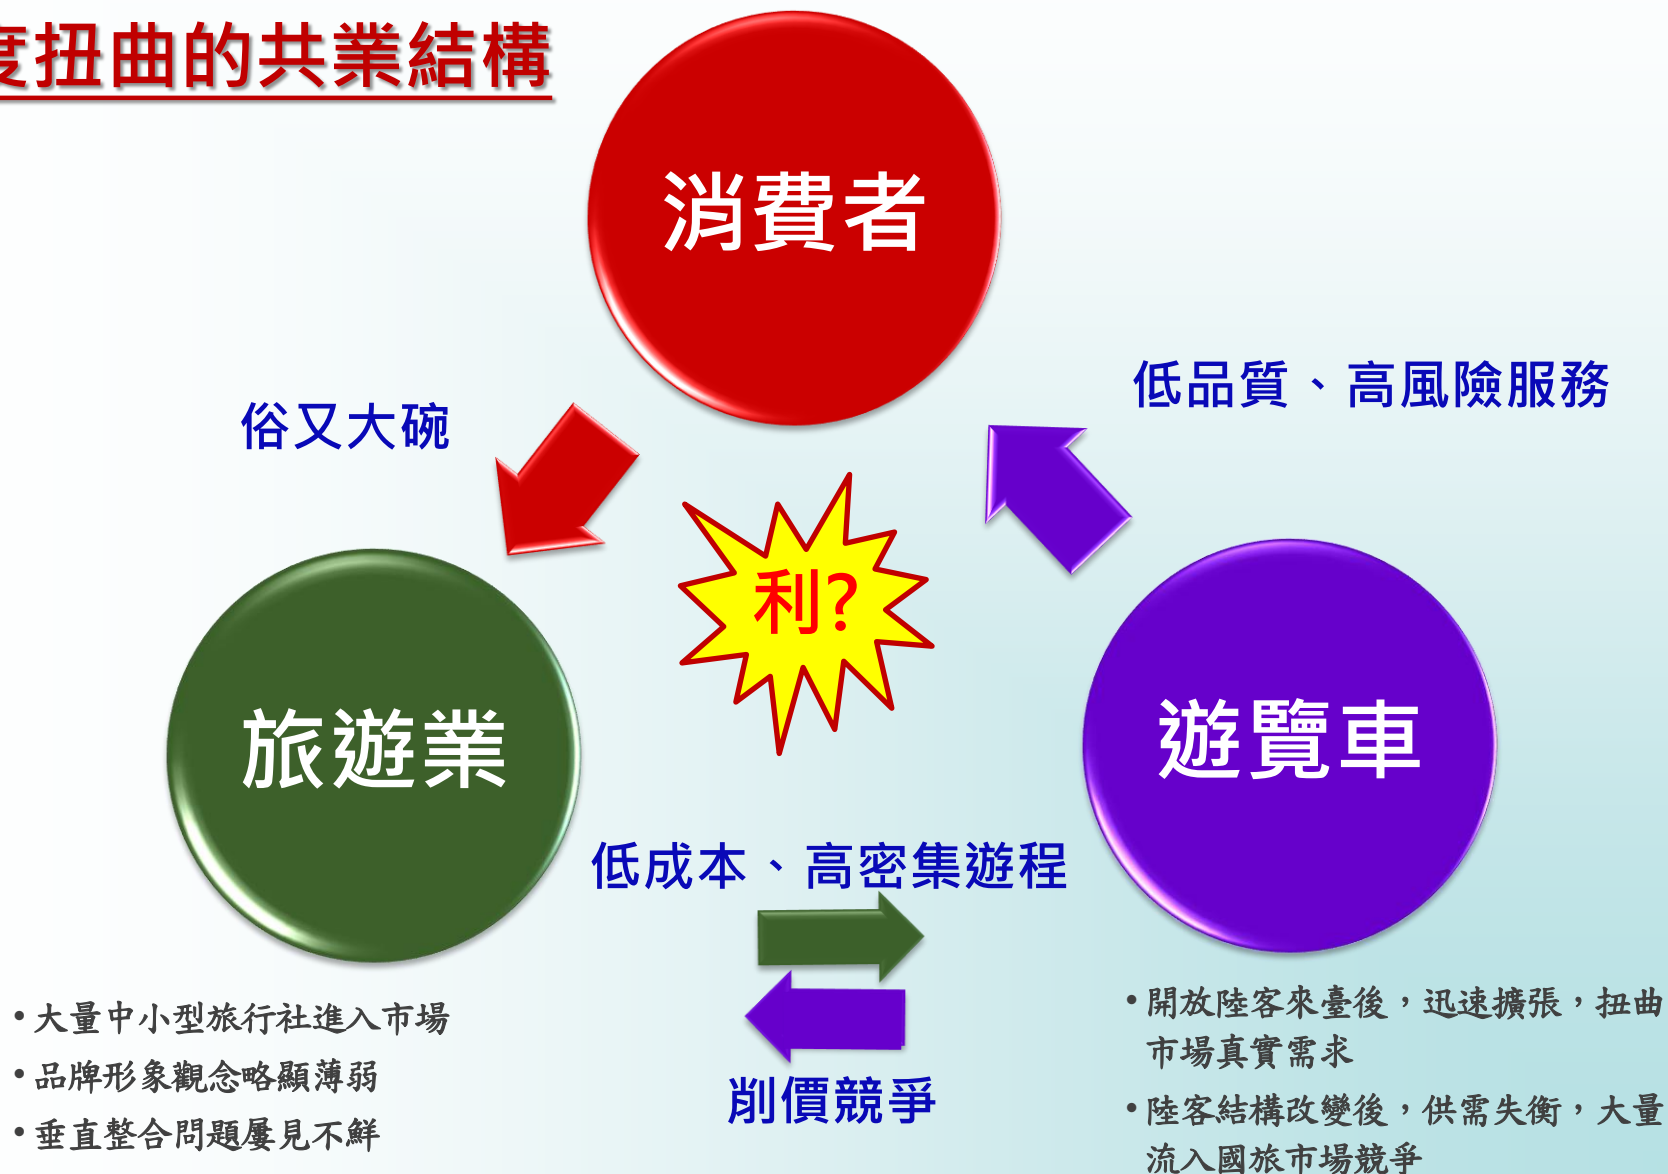 度扭曲的共業結構
消費者
低品質、高風險服務
俗又大碗
利?
旅遊業
遊覽車
低成本、高密集遊程
削價競爭
•大量中小型旅行社進入市場
•品牌形象觀念略顯薄弱
•垂直整合問題屢見不鮮
•開放陸客來臺後，迅速擴張，扭曲
市場真實需求
•陸客結構改變後，供需失衡，大量
流入國旅市場競爭